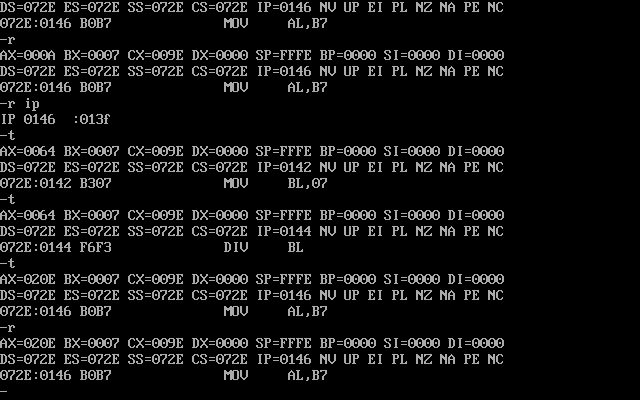 DS=072E ES=072E SS=072E CS=072E IP=0146 NV UP EI PL NZ NA PE NC
072E:0146 B0B7 MOV AL,B7
-r
AX=000A BX=0007 CX=009E DX=0000 SP=FFFE BP=0000 SI=0000 DI=0000
DS=072E ES=072E SS=072E CS=072E IP=0146 NV UP EI PL NZ NA PE NC
072E:0146 B0B7 MOV AL,B7
-r ip
IP 0146 :013f
-t
AX=0064 BX=0007 CX=009E DX=0000 SP=FFFE BP=0000 SI=0000 DI=0000
DS=072E ES=072E SS=072E CS=072E IP=0142 NV UP EI PL NZ NA PE NC
072E:0142 B307 MOV BL,07
-t
AX=0064 BX=0007 CX=009E DX=0000 SP=FFFE BP=0000 SI=0000 DI=0000
DS=072E ES=072E SS=072E CS=072E IP=0144 NV UP EI PL NZ NA PE NC
072E:0144 F6F3 DIV BL
-t
AX=020E BX=0007 CX=009E DX=0000 SP=FFFE BP=0000 SI=0000 DI=0000
DS=072E ES=072E SS=072E CS=072E IP=0146 NV UP EI PL NZ NA PE NC
072E:0146 B0B7 MOV AL,B7
-r
AX=020E BX=0007 CX=009E DX=0000 SP=FFFE BP=0000 SI=0000 DI=0000
DS=072E ES=072E SS=072E CS=072E IP=0146 NV UP EI PL NZ NA PE NC
072E:0146 B0B7 MOV AL,B7
-